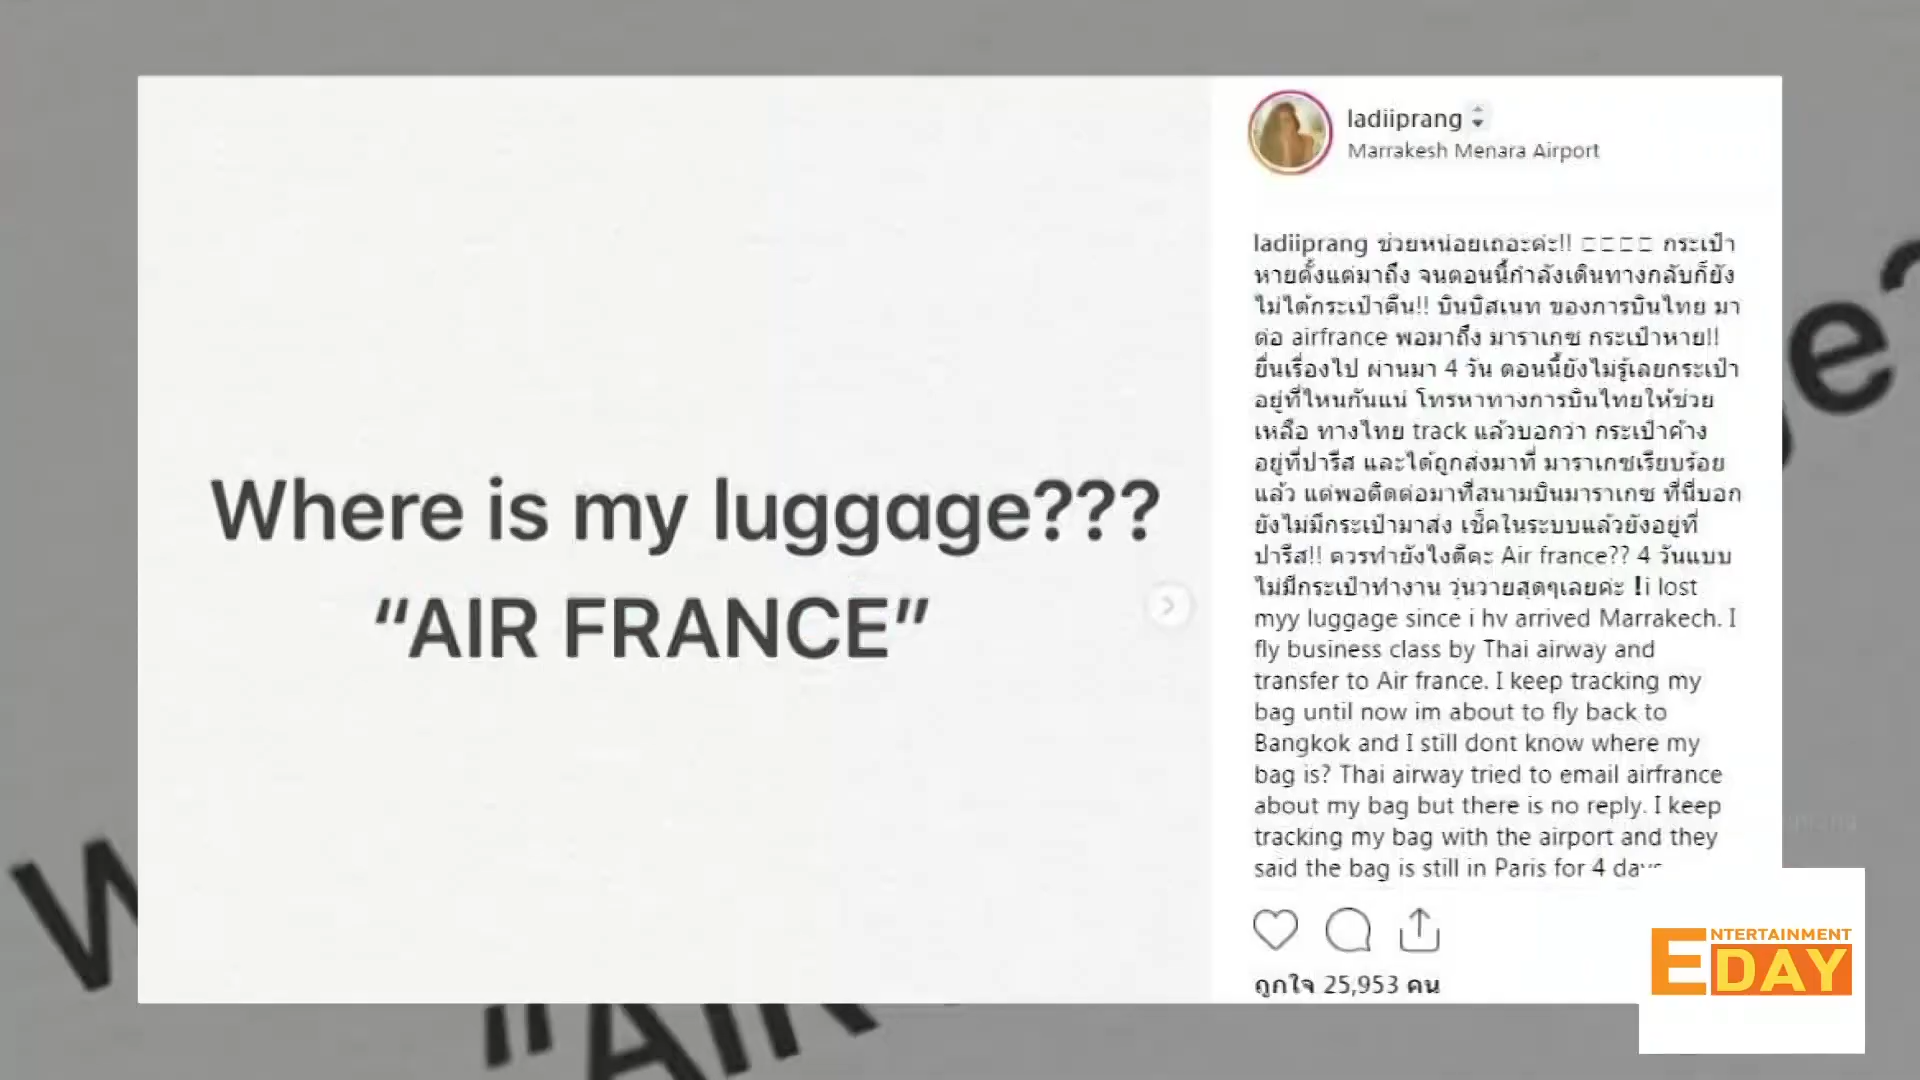 Where is my luggage???
“AIR FRANCE”
ladiiprang
Marrakesh Menara Airport
ladiiprang ช่วยหน่อยเถอะค่ะ!! กระเป๋า
หายตั้งแต่มาถึง จนตอนนี้กำลังเดินทางกลับก็ยัง
ไม่ได้กระเป๋าคืน!! บินบิสเนท ของการบินไทย มา
ต่อ airfrance พอมาถึง มาราเกซ กระเป๋าหาย!!
ยื่นเรื่องไป ผ่านมา 4 วัน ตอนนี้ยังไม่รู้เลยกระเป๋า
อยู่ที่ไหนกันแน่ โทรหาทางการบินไทยให้ช่วย
เหลือ ทางไทย track แล้วบอกว่า กระเป๋าค้าง
อยู่ที่ปารีส และได้ถูกส่งมาที่ มาราเกซเรียบร้อย
แล้ว แต่พอติดต่อมาที่สนามบินมาราเกซ ที่นี่บอก
ยังไม่มีกระเป๋ามาส่ง เช็คในระบบแล้วยังอยู่ที่
ปารีส!! ควรทำยังไงดีคะ Air france?? 4 วันแบบ
ไม่มีกระเป๋าทำงาน วุ่นวายสุดๆเลยค่ะ !i lost
myy luggage since i hv arrived Marrakech. I
fly business class by Thai airway and
transfer to Air france. I keep tracking my
bag until now im about to fly back to
Bangkok and I still dont know where my
bag is? Thai airway tried to email airfrance
about my bag but there is no reply. I keep
tracking my bag with the airport and they
said the bag is still in Paris for 4 days
ถูกใจ 25,953 คน
ENTERTAINMENT
DAY